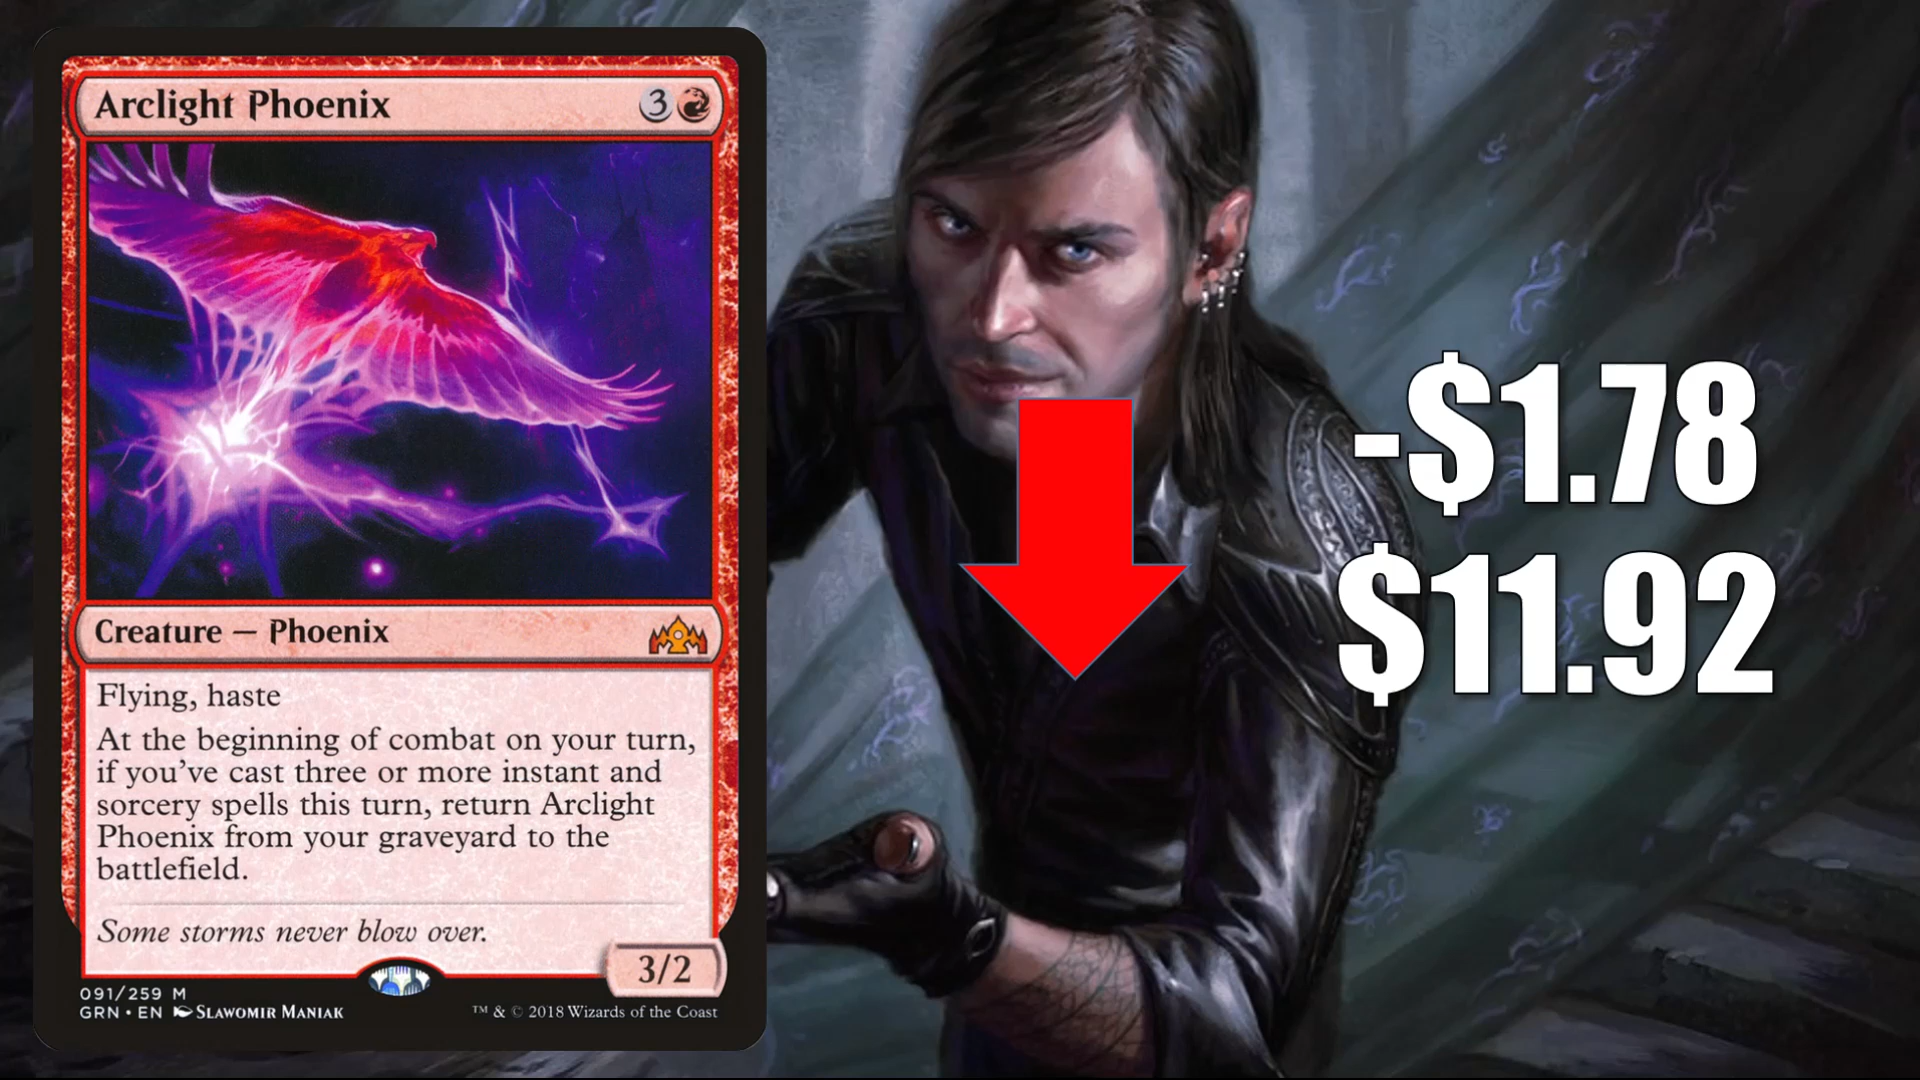 Arclight Phoenix 3
Creature — Phoenix
Flying, haste
At the beginning of combat on your turn,
if you've cast three or more instant and
sorcery spells this turn, return Arclight
Phoenix from your graveyard to the
battlefield.
Some storms never blow over.
3/2
091/259 M
GRN • EN SLAWOMIR MANIAK
™ & © 2018 Wizards of the Coast
-$1.78
$11.92